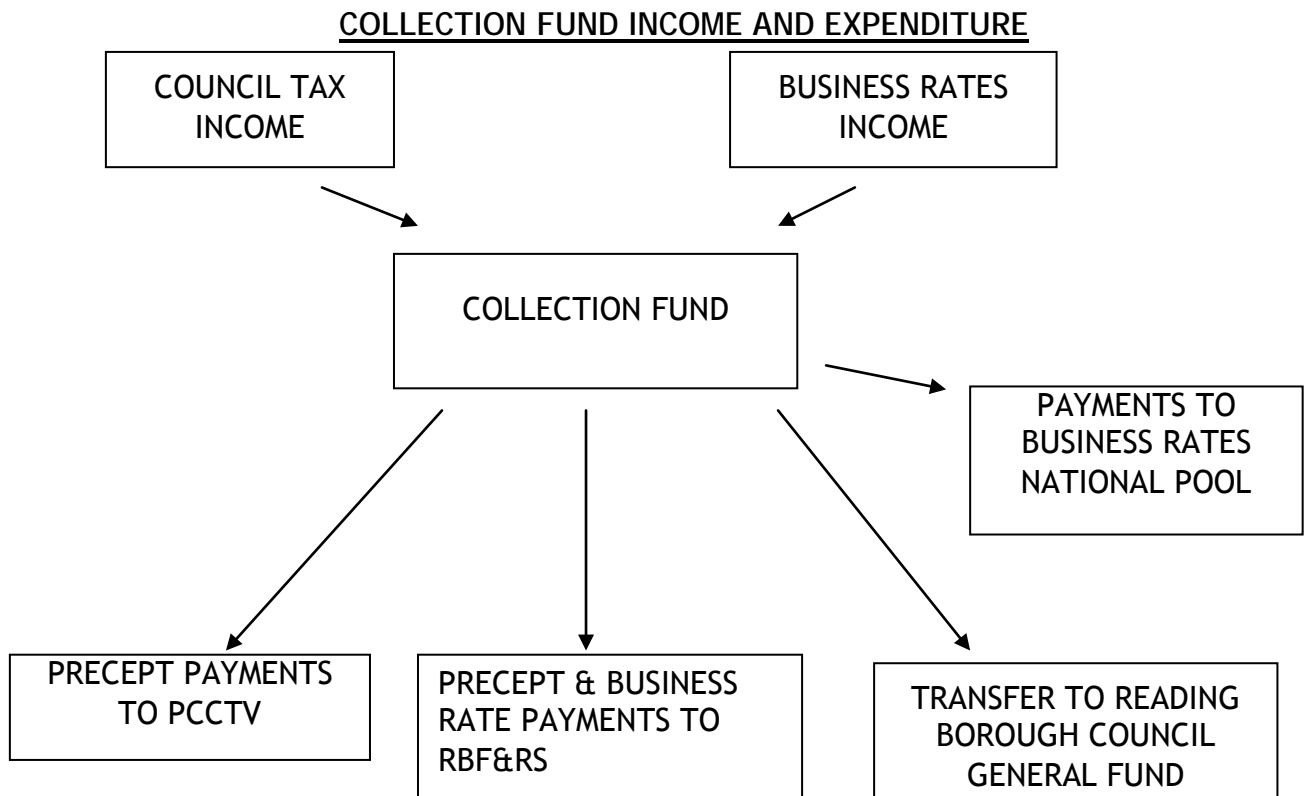 COLLECTION FUND INCOME AND EXPENDITURE
COUNCIL TAX
INCOME
BUSINESS RATES
INCOME
COLLECTION FUND
PAYMENTS TO
BUSINESS RATES
NATIONAL POOL
PRECEPT PAYMENTS
TO PCCTV
PRECEPT & BUSINESS
RATE PAYMENTS TO
RBF&RS
TRANSFER TO READING
BOROUGH COUNCIL
GENERAL FUND